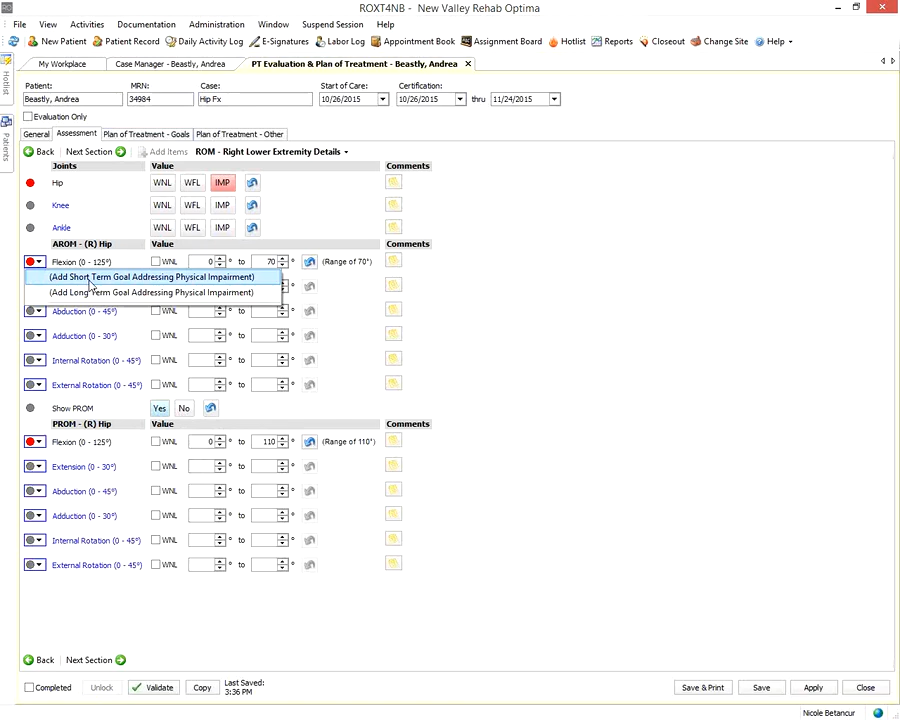 ROXT4NB - New Valley Rehab Optima
File View Activities Documentation Administration Window Suspend Session Help
New Patient Patient Record Daily Activity Log E-Signatures Labor Log Appointment Book Assignment Board Hotlist Reports Closeout Change Site Help
My Workplace Case Manager - Beastly, Andrea PT Evaluation & Plan of Treatment - Beastly, Andrea
Hotlist
Patients
Patient: MRN: Case: Start of Care: Certification:
Beastly, Andrea 34984 Hip Fx 10/26/2015 10/26/2015 thru 11/24/2015
Evaluation Only
General Assessment Plan of Treatment - Goals Plan of Treatment - Other
Back Next Section Add Items ROM - Right Lower Extremity Details
Joints Value Comments
Hip WNL WFL IMP
Knee WNL WFL IMP
Ankle WNL WFL IMP
AROM - (R) Hip Value Comments
Flexion (0 - 125°) WNL 0 ° to 70 ° (Range of 70°)
(Add Short Term Goal Addressing Physical Impairment)
(Add Long Term Goal Addressing Physical Impairment)
Abduction (0 - 45°) WNL ° to °
Adduction (0 - 30°) WNL ° to °
Internal Rotation (0 - 45°) WNL ° to °
External Rotation (0 - 45°) WNL ° to °
Show PROM Yes No
PROM - (R) Hip Value Comments
Flexion (0 - 125°) WNL 0 ° to 110 ° (Range of 110°)
Extension (0 - 30°) WNL ° to °
Abduction (0 - 45°) WNL ° to °
Adduction (0 - 30°) WNL ° to °
Internal Rotation (0 - 45°) WNL ° to °
External Rotation (0 - 45°) WNL ° to °
Back Next Section
Completed Unlock Validate Copy Last Saved: 3:36 PM Save & Print Save Apply Close
Nicole Betancur